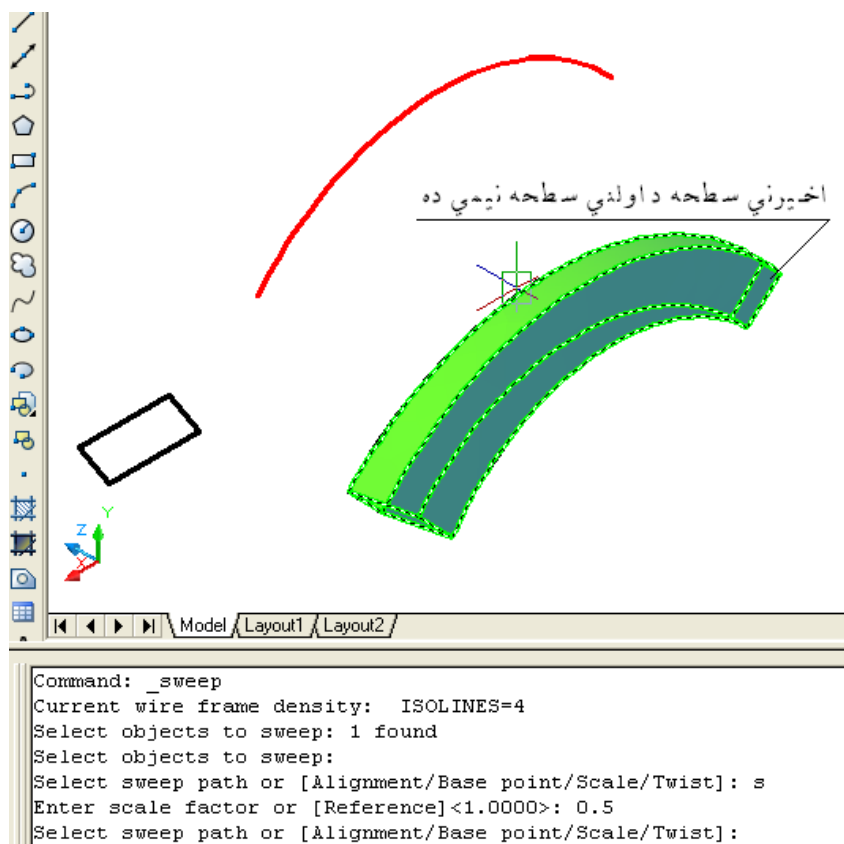 اخيرني سطحه د اولني سطحه نيمي ده
Z
Y
X
Model
Layout1
Layout2
Command: _sweep
Current wire frame density:  ISOLINES=4
Select objects to sweep: 1 found
Select objects to sweep:
Select sweep path or [Alignment/Base point/Scale/Twist]: s
Enter scale factor or [Reference]<1.0000>: 0.5
Select sweep path or [Alignment/Base point/Scale/Twist]: